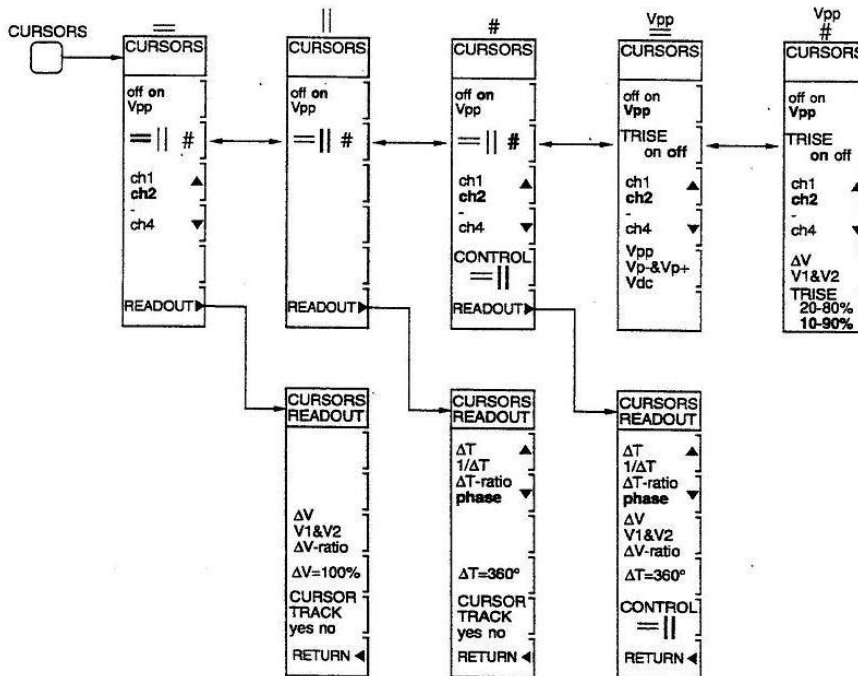 CURSORS
=
CURSORS
off on
Vpp
= || #
ch1 ▲
ch2
-
ch4 ▼
READOUT▶
||
CURSORS
off on
Vpp
= || #
READOUT▶
#
CURSORS
off on
Vpp
= || #
ch1 ▲
ch2
-
ch4 ▼
CONTROL
= ||
READOUT▶
Vpp
=
CURSORS
off on
Vpp
TRISE
on off
ch1 ▲
ch2
-
ch4 ▼
Vpp
Vp-&Vp+
Vdc
Vpp
#
CURSORS
off on
Vpp
TRISE
on off
ch1 ▲
ch2
-
ch4 ▼
ΔV
V1&V2
TRISE
20-80%
10-90%
CURSORS
READOUT
ΔV
V1&V2
ΔV-ratio
ΔV=100%
CURSOR
TRACK
yes no
RETURN ◀
CURSORS
READOUT
ΔT ▲
1/ΔT
ΔT-ratio ▼
phase
ΔT=360°
CURSOR
TRACK
yes no
RETURN ◀
CURSORS
READOUT
ΔT ▲
1/ΔT
ΔT-ratio ▼
phase
ΔV
V1&V2
ΔV-ratio
ΔT=360°
CONTROL
= ||
RETURN ◀